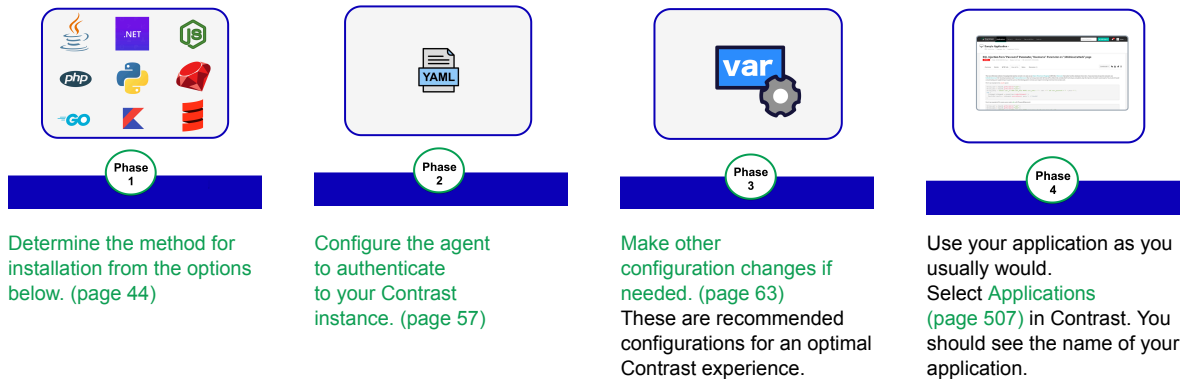 .NET
JS
php
GO
YAML
var
Phase
1
Phase
2
Phase
3
Phase
4
Determine the method for
installation from the options
below. (page 44)
Configure the agent
to authenticate
to your Contrast
instance. (page 57)
Make other
configuration changes if
needed. (page 63)
These are recommended
configurations for an optimal
Contrast experience.
Use your application as you
usually would.
Select Applications
(page 507) in Contrast. You
should see the name of your
application.